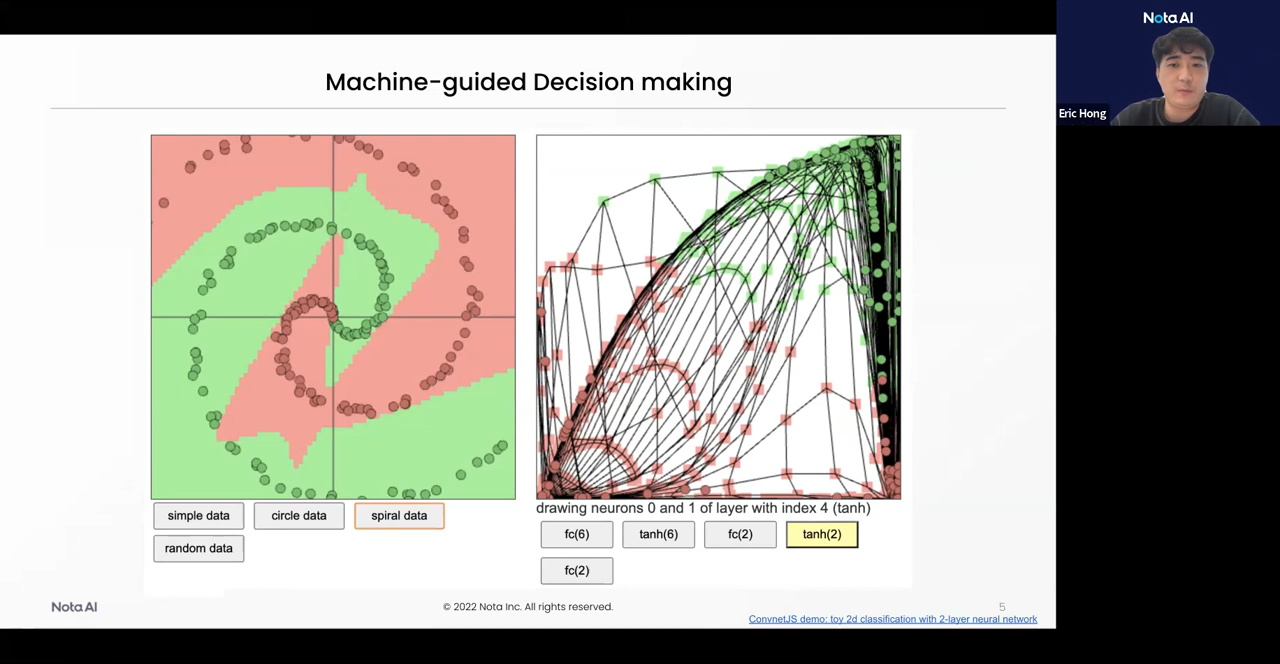 Machine-guided Decision making
Nota AI
Eric Hong
simple data
circle data
spiral data
random data
drawing neurons 0 and 1 of layer with index 4 (tanh)
fc(6)
tanh(6)
fc(2)
tanh(2)
fc(2)
Nota AI
© 2022 Nota Inc. All rights reserved.
5
ConvnetJS demo: toy 2d classification with 2-layer neural network